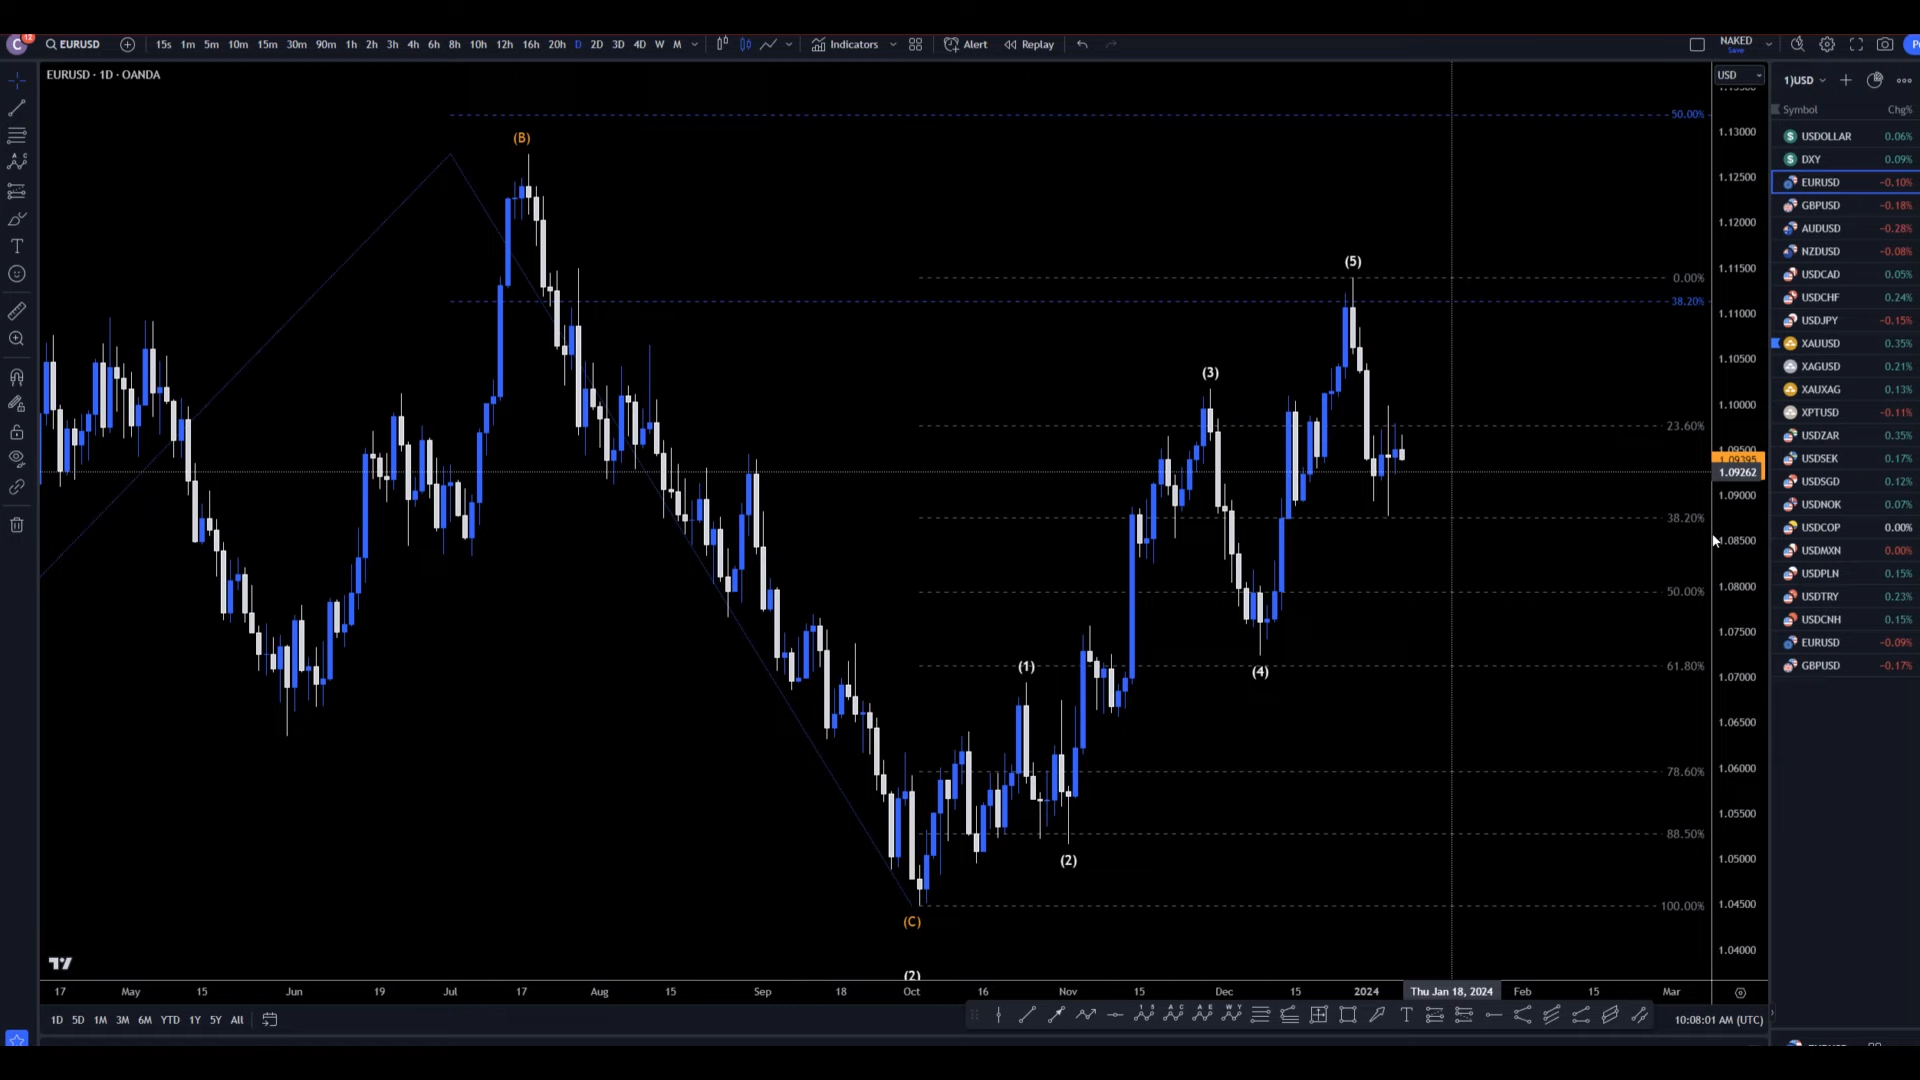 C 12 EURUSD 15s 1m 5m 10m 15m 30m 90m 1h 2h 3h 4h 6h 8h 10h 12h 16h 20h D 2D 3D 4D W M Indicators Alert Replay NAKED
Save
EURUSD · 1D · OANDA
USD
1)USD
Symbol Chg%
50.00%
38.20%
0.00%
23.60%
38.20%
50.00%
61.80%
78.60%
88.50%
100.00%
(B)
(5)
(3)
(1)
(4)
(2)
(C)
(2)
1.13000
1.12500
1.12000
1.11500
1.11000
1.10500
1.10000
1.09395
1.09262
1.09000
1.08500
1.08000
1.07500
1.07000
1.06500
1.06000
1.05500
1.05000
1.04500
1.04000
USDOLLAR 0.06%
DXY 0.09%
EURUSD −0.10%
GBPUSD −0.18%
AUDUSD −0.28%
NZDUSD −0.08%
USDCAD 0.05%
USDCHF 0.24%
USDJPY −0.15%
XAUUSD 0.35%
XAGUSD 0.21%
XAUXAG 0.13%
XPTUSD −0.11%
USDZAR 0.35%
USDSEK 0.17%
USDSGD 0.12%
USDNOK 0.07%
USDCOP 0.00%
USDMXN 0.00%
USDPLN 0.15%
USDTRY 0.23%
USDCNH 0.15%
EURUSD −0.09%
GBPUSD −0.17%
17 May 15 Jun 19 Jul 17 Aug 15 Sep 18 Oct 16 Nov 15 Dec 15 2024 Thu Jan 18, 2024 Feb 15 Mar
1D 5D 1M 3M 6M YTD 1Y 5Y All
10:08:01 AM (UTC)